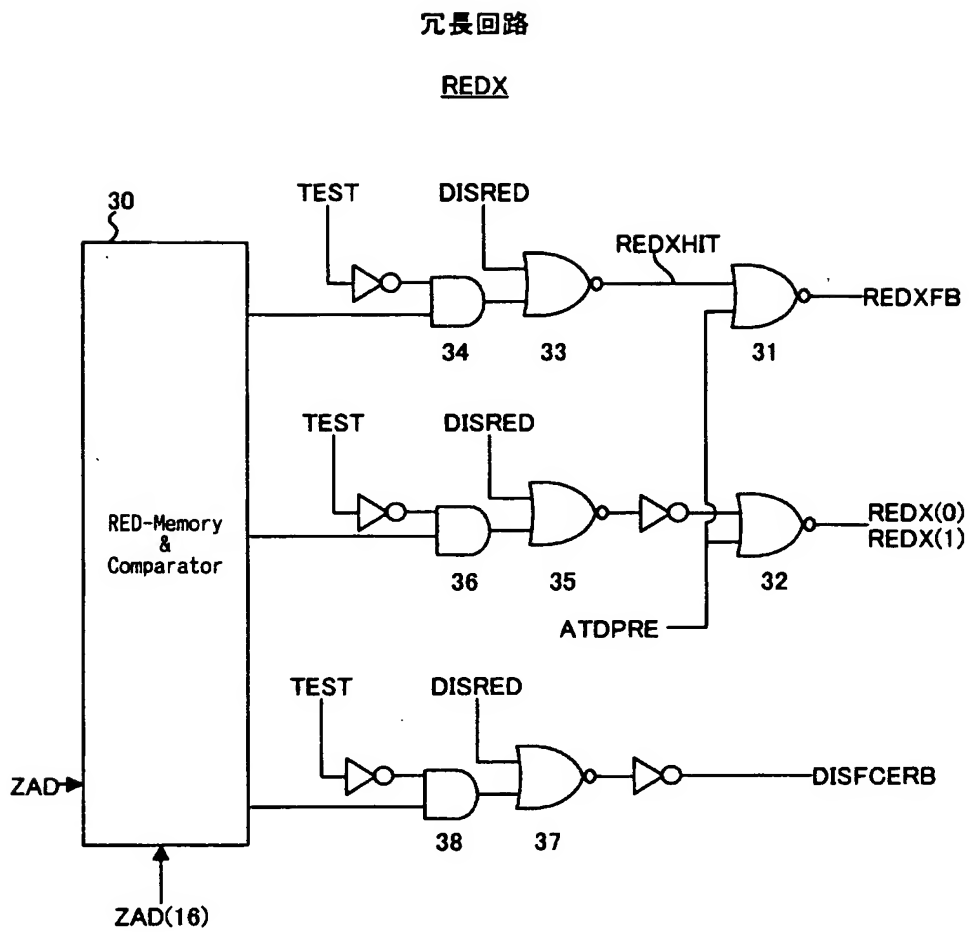 冗長回路
REDX
30
TEST
DISRED
REDXHIT
REDXFB
34
33
31
TEST
DISRED
RED-Memory
&
Comparator
REDX(0)
REDX(1)
36
35
32
ATDPRE
TEST
DISRED
ZAD
DISFCERB
38
37
ZAD(16)